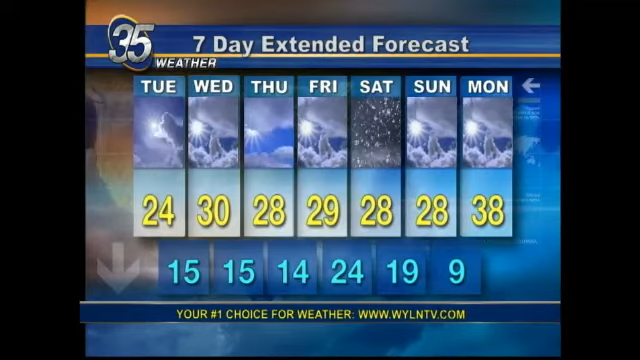 35
WEATHER
7 Day Extended Forecast
TUE WED THU FRI SAT SUN MON
24 30 28 29 28 28 38
15 15 14 24 19 9
YOUR #1 CHOICE FOR WEATHER: WWW.WYLNTV.COM